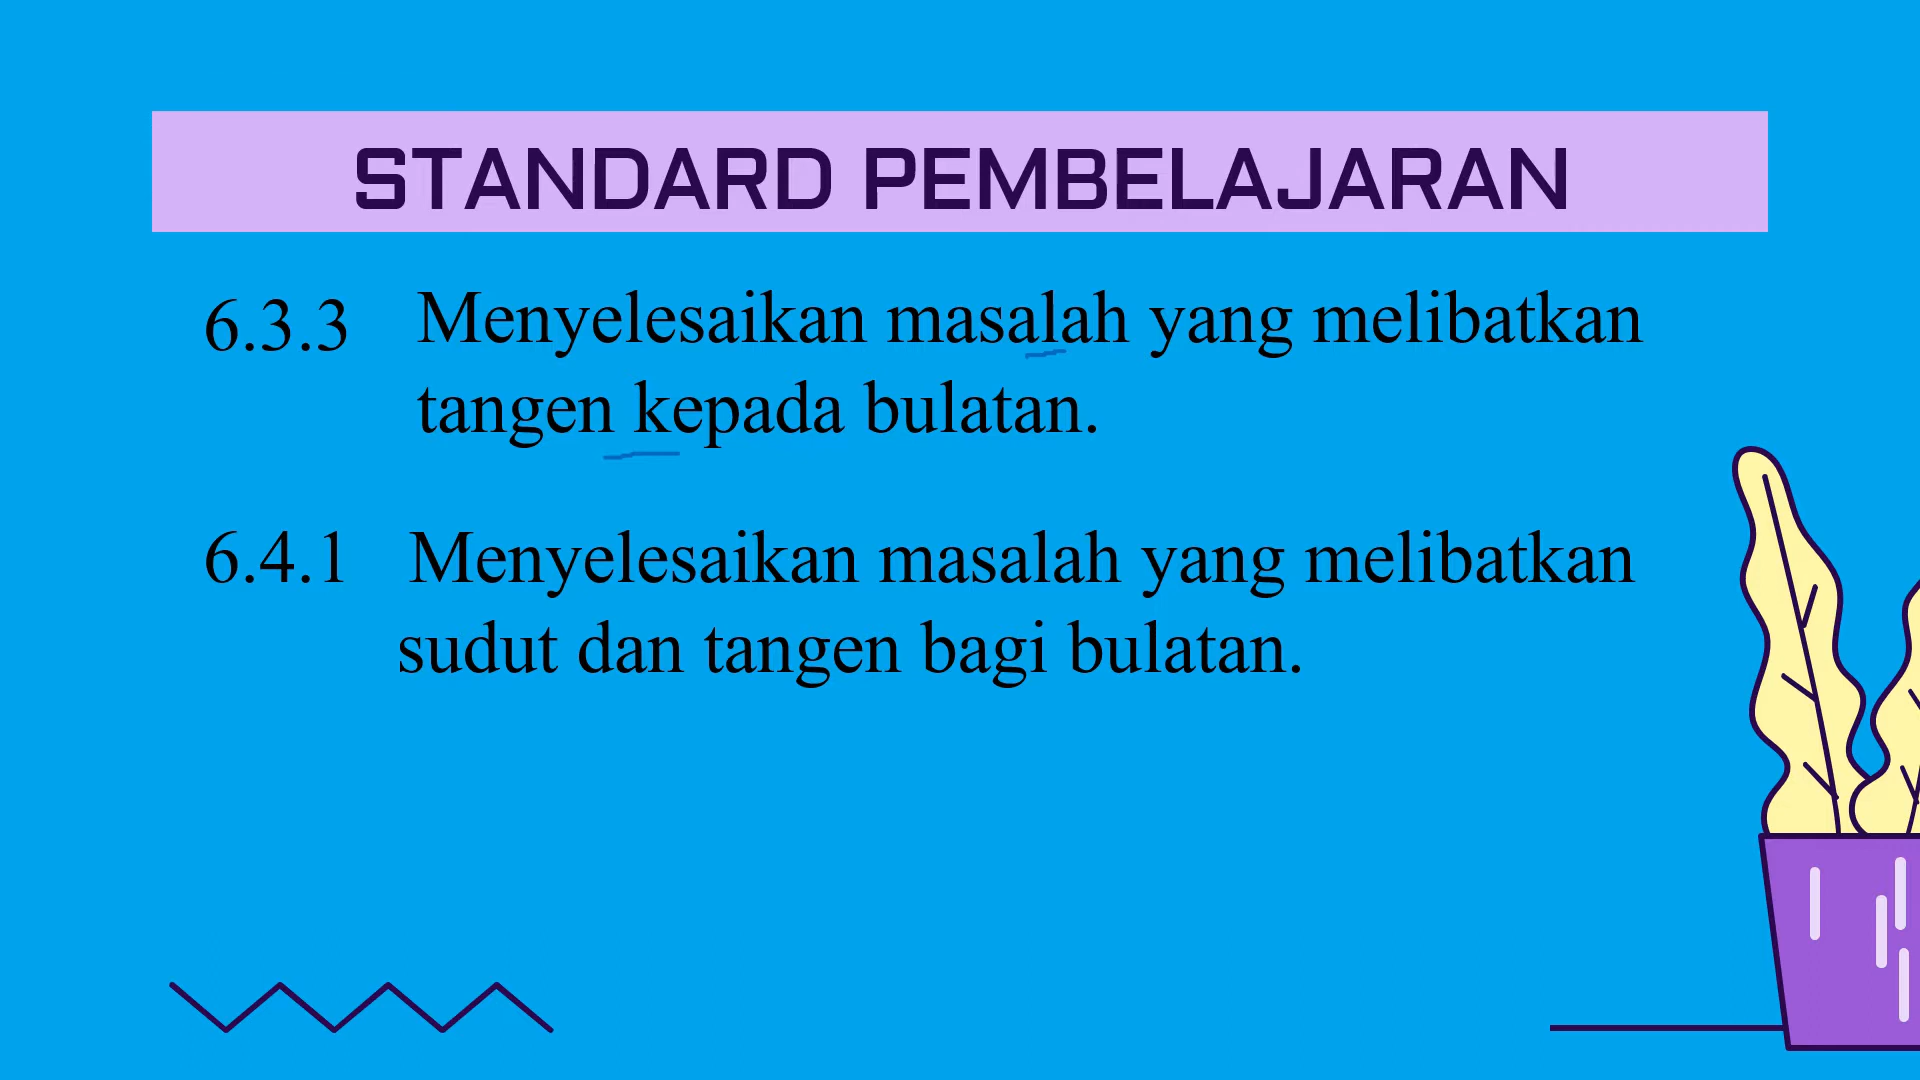 STANDARD PEMBELAJARAN
6.3.3 Menyelesaikan masalah yang melibatkan
tangen kepada bulatan.
6.4.1 Menyelesaikan masalah yang melibatkan
sudut dan tangen bagi bulatan.